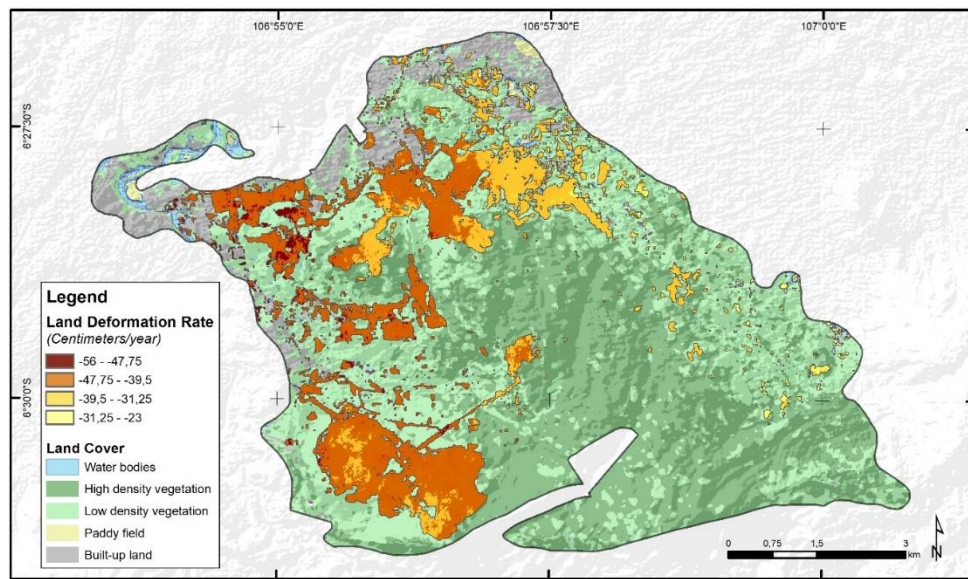 106°55'0"E 106°57'30"E 107°0'0"E
6°27'30"S
6°30'0"S
Legend
Land Deformation Rate
(Centimeters/year)
-56 - -47,75
-47,75 - -39,5
-39,5 - -31,25
-31,25 - -23
Land Cover
Water bodies
High density vegetation
Low density vegetation
Paddy field
Built-up land
0 0,75 1,5 3
km
N